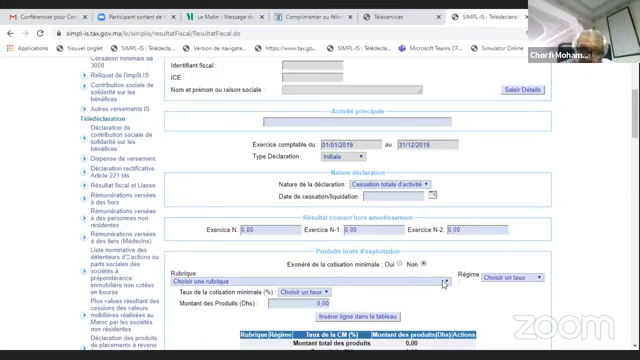 Conférenser pour Com
Participant sortant de
Le Matin - Message d
Complimenter ou félic
Téléservices
SIMPL-IS : Télédéclara
simpl-is.tax.gov.ma/is/simplis/resultatFiscal/ResultatFiscal.do
Applications
Nouvel onglet
SIMPL-IS : Télédécla...
Version de navigate...
https://www.tax.go...
SIMPL-IS : Télédécla...
Microsoft Teams CF...
Simulator Online
Chorfi Moham...
Cotisation minimale de 3000
Reliquat de l'impôt IS
Contribution sociale de solidarité sur les bénéfices
Autres versements IS
Télédéclaration
Déclaration de contribution sociale de solidarité sur les bénéfices
Dispense de versement
Déclaration rectificative Article 221 bis
Résultat fiscal et Liasse
Rémunérations versées à des tiers
Rémunérations versées à des personnes non résidentes
Rémunérations versées à des tiers (Médecins)
Liste nominative des détenteurs d'actions ou parts sociales des sociétés à prépondérance immobilière non cotées en bourse
Plus values résultant des cessions des valeurs mobilières réalisées au Maroc par les sociétés non résidentes
Déclaration des produits de placements à revenu
Identifiant fiscal :
ICE :
Nom et prénom ou raison sociale :
Saisir Détails
Activité principale
Exercice comptable du : 01/01/2019 au : 31/12/2019
Type Déclaration : Initiale
Nature déclaration
Nature de la déclaration : Cessation totale d'activité
Date de cessation/liquidation :
Résultat courant hors amortissement
Exercice N: 0,00 Exercice N-1 : 0,00 Exercice N-2 : 0,00
Produits bruts d'exploitation
Exonéré de la cotisation minimale : Oui Non
Rubrique:
Choisir une rubrique
Régime :
Choisir un taux
Taux de la cotisation minimale (%) : Choisir un taux
Montant des Produits (Dhs) : 0,00
Insérer ligne dans le tableau
Rubrique Régime Taux de la CM (%) Montant des produits(Dhs) Actions
Montant total des produits 0,00
zoom